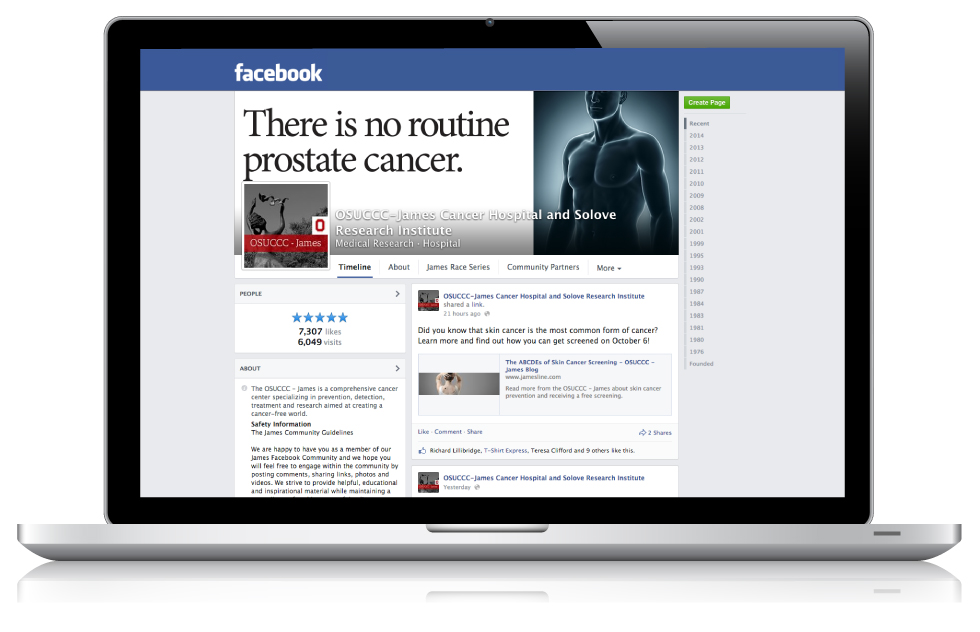 facebook
Create Page
There is no routine
prostate cancer.
OSUCCC - James
O
OSUCCC-James Cancer Hospital and Solove
Research Institute
Medical Research · Hospital
Timeline
About
James Race Series
Community Partners
More
Recent
2014
2013
2012
2011
2010
2009
2008
2002
2001
1999
1995
1993
1990
1987
1984
1983
1981
1980
1976
Founded
PEOPLE
7,307 likes
6,049 visits
ABOUT
The OSUCCC - James is a comprehensive cancer
center specializing in prevention, detection,
treatment and research aimed at creating a
cancer-free world.
Safety Information
The James Community Guidelines
We are happy to have you as a member of our
James Facebook Community and we hope you
will feel free to engage within the community by
posting comments, sharing links, photos and
videos. We strive to provide helpful, educational
and inspirational material while maintaining a
OSUCCC-James Cancer Hospital and Solove Research Institute
shared a link.
21 hours ago
Did you know that skin cancer is the most common form of cancer?
Learn more and find out how you can get screened on October 6!
The ABCDEs of Skin Cancer Screening - OSUCCC -
James Blog
www.jamesline.com
Read more from the OSUCCC - James about skin cancer
prevention and receiving a free screening.
Like · Comment · Share
2 Shares
Richard Lillibridge, T-Shirt Express, Teresa Clifford and 9 others like this.
OSUCCC-James Cancer Hospital and Solove Research Institute
Yesterday